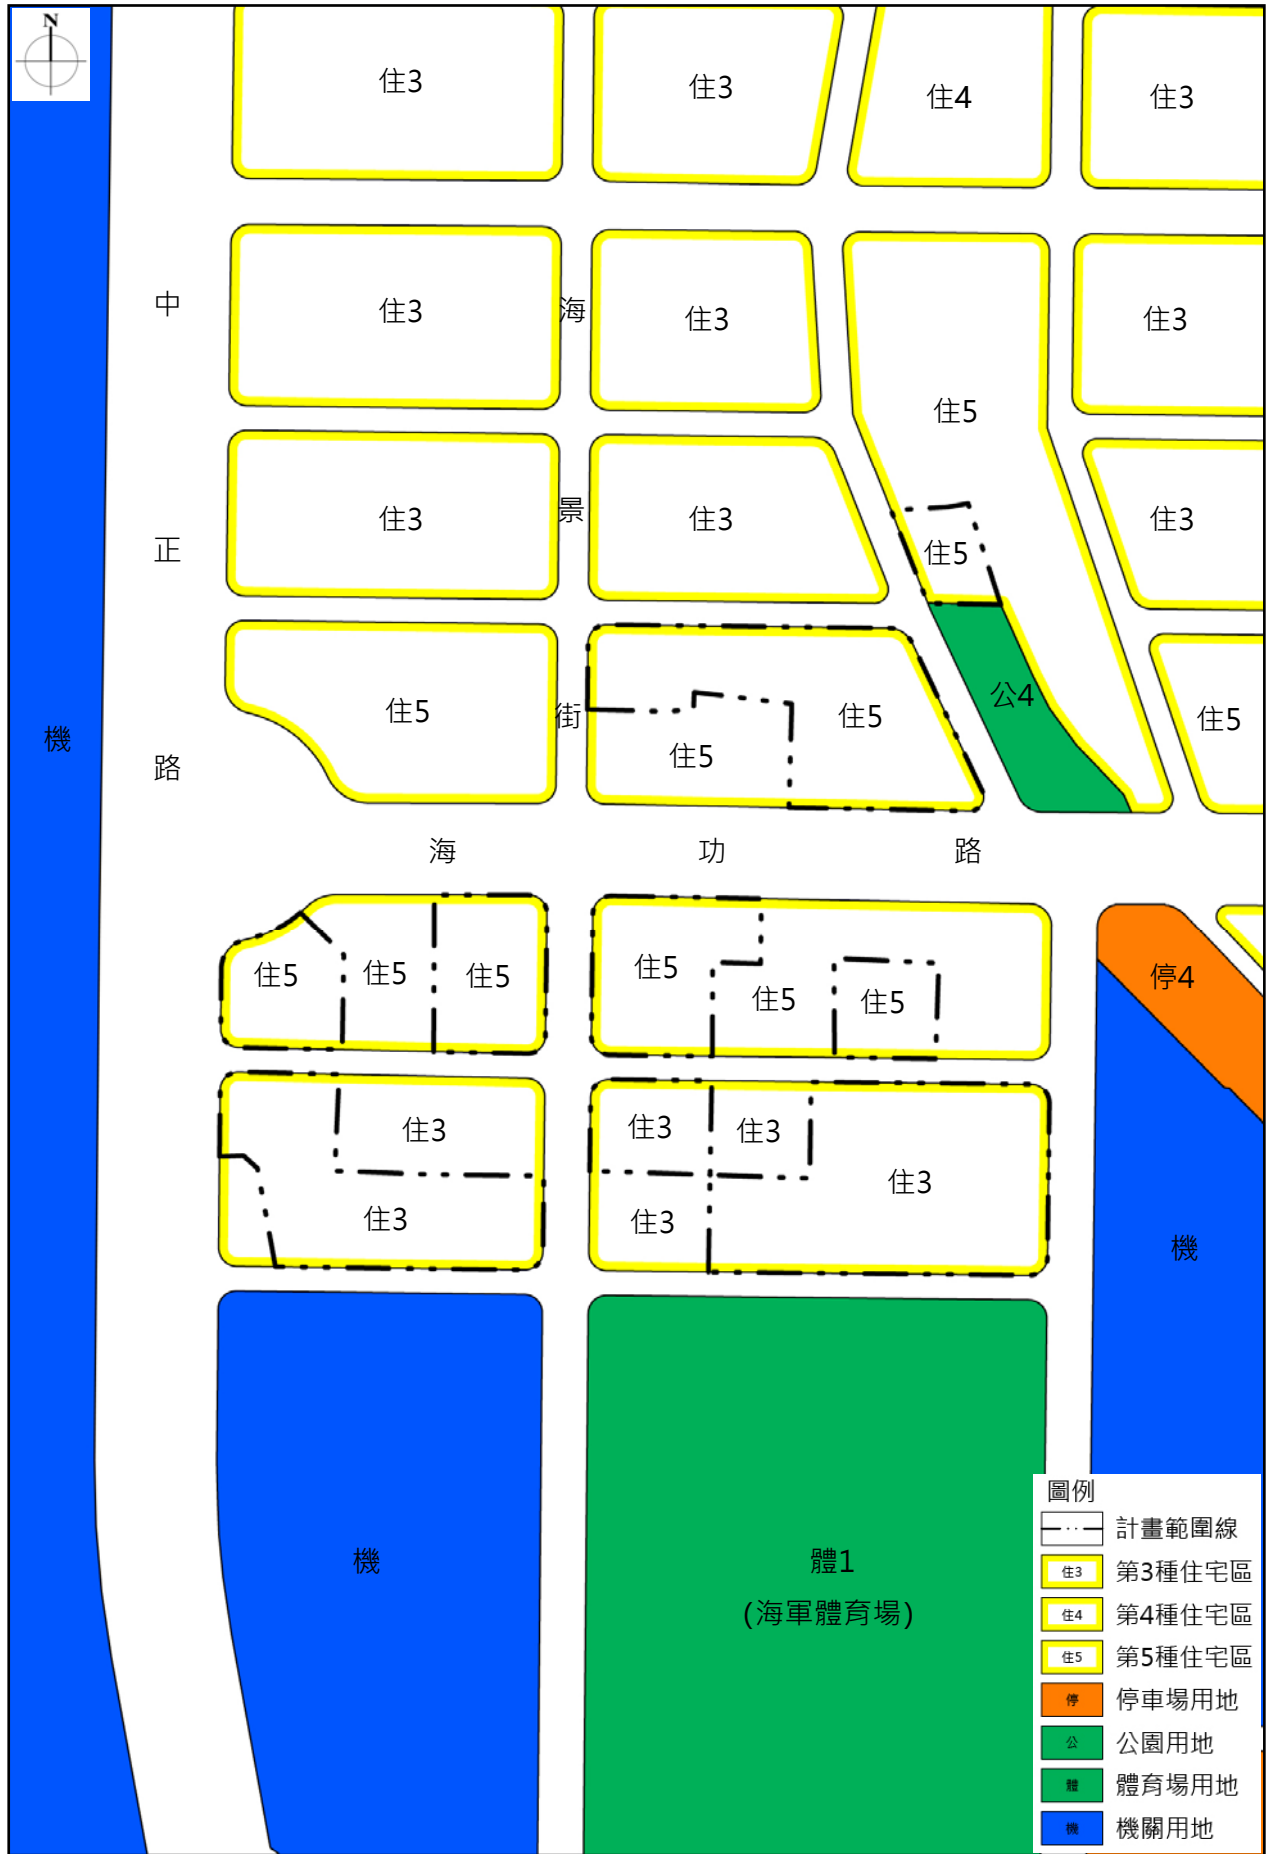 N
住3
住3
住4
住3
中
住3
海
住3
住3
住5
正
住3
景
住3
住5
住3
機
路
住5
街
住5
住5
公4
住5
海
功
路
住5
住5
住5
住5
住5
住5
停4
住3
住3
住3
住3
住3
住3
機
機
體1
(海軍體育場)
圖例
計畫範圍線
住3 第3種住宅區
住4 第4種住宅區
住5 第5種住宅區
停 停車場用地
公 公園用地
體 體育場用地
機 機關用地